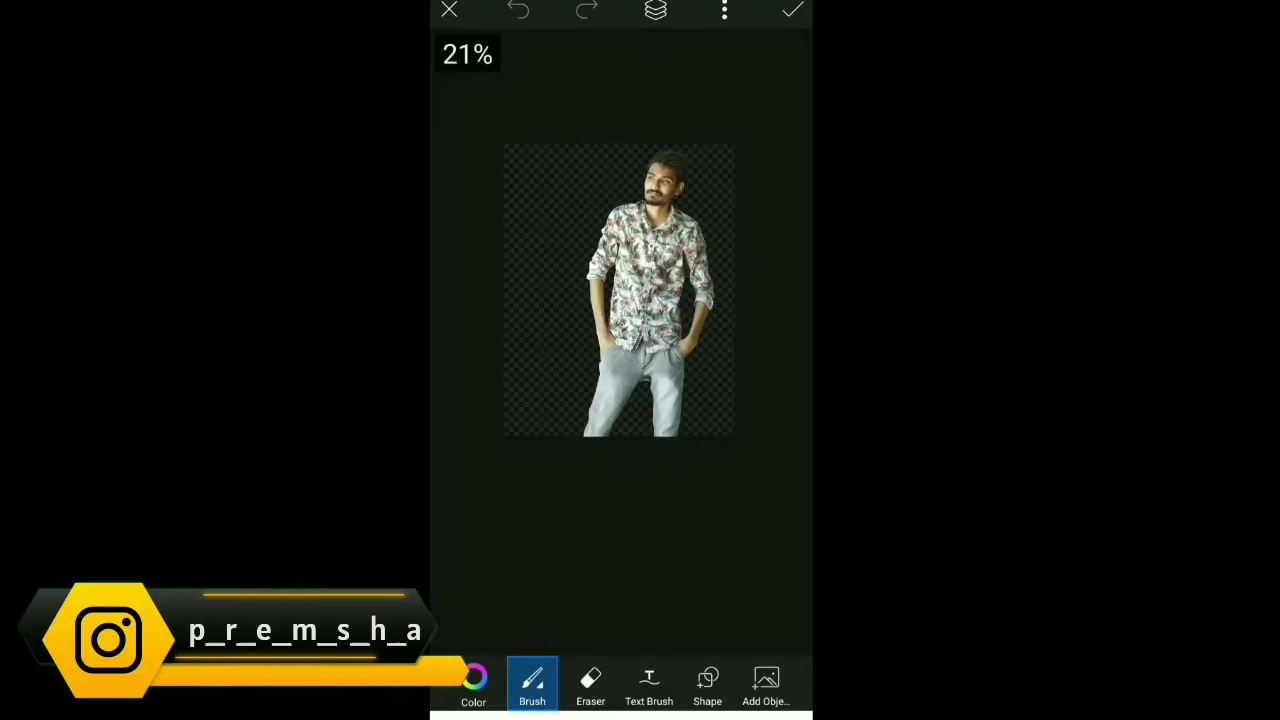 21%
p_r_e_m_s_h_a
Color
Brush
Eraser
Text Brush
Shape
Add Obje...